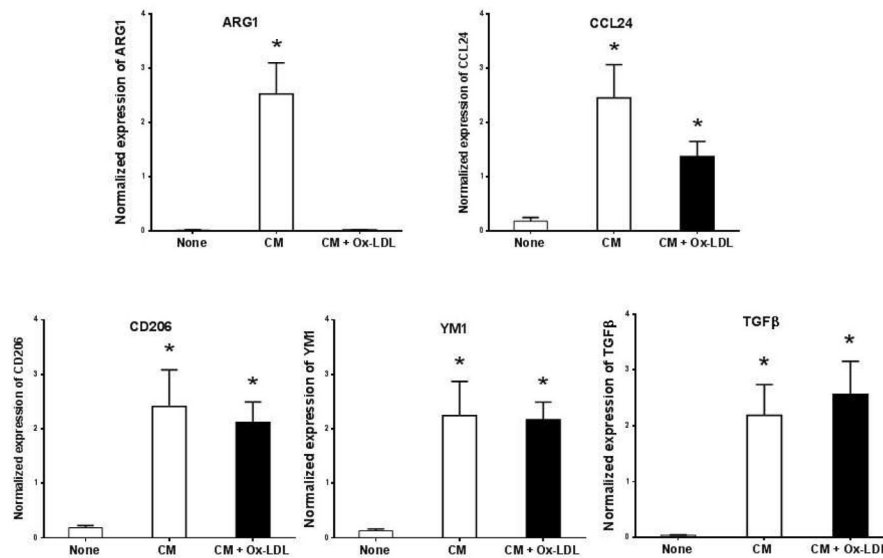 ARG1
Normalized expression of ARG1
4
3
2
1
0
*
None CM CM + Ox-LDL
CCL24
Normalized expression of CCL24
4
3
2
1
0
*
*
None CM CM + Ox-LDL
CD206
Normalized expression of CD206
4
3
2
1
0
*
*
None CM CM + Ox-LDL
YM1
Normalized expression of YM1
4
3
2
1
0
*
*
None CM CM + Ox-LDL
TGFβ
Normalized expression of TGFβ
4
3
2
1
0
*
*
None CM CM + Ox-LDL